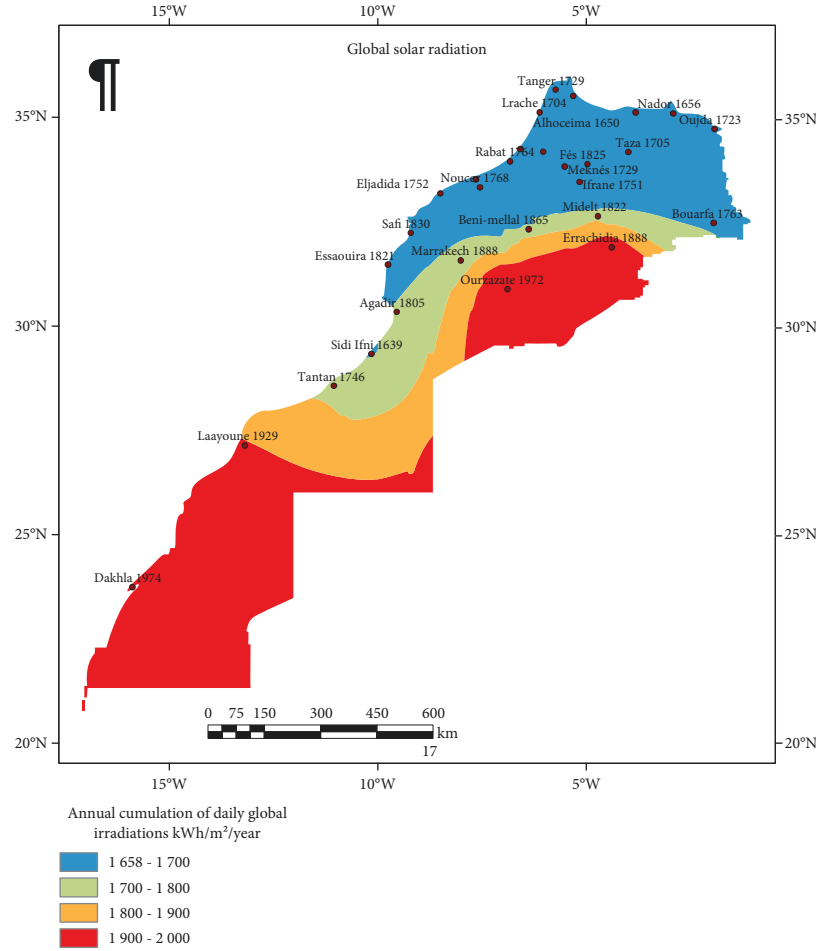 15°W
10°W
5°W
Global solar radiation
¶
Tanger 1729
Lrache 1704
Nador 1656
35°N
35°N
Alhoceima 1650
Oujda 1723
Taza 1705
Rabat 1764
Fés 1825
Meknés 1729
Noucer 1768
Eljadida 1752
Ifrane 1751
Midelt 1822
Bouarfa 1763
Beni-mellal 1865
Safi 1830
Errachidia 1888
Marrakech 1888
Essaouira 1821
Ourzazate 1972
Agadir 1805
30°N
30°N
Sidi Ifni 1639
Tantan 1746
Laayoune 1929
25°N
25°N
Dakhla 1974
0 75 150 300 450 600
km
17
20°N
20°N
15°W
10°W
5°W
Annual cumulation of daily global
irradiations kWh/m²/year
1 658 - 1 700
1 700 - 1 800
1 800 - 1 900
1 900 - 2 000